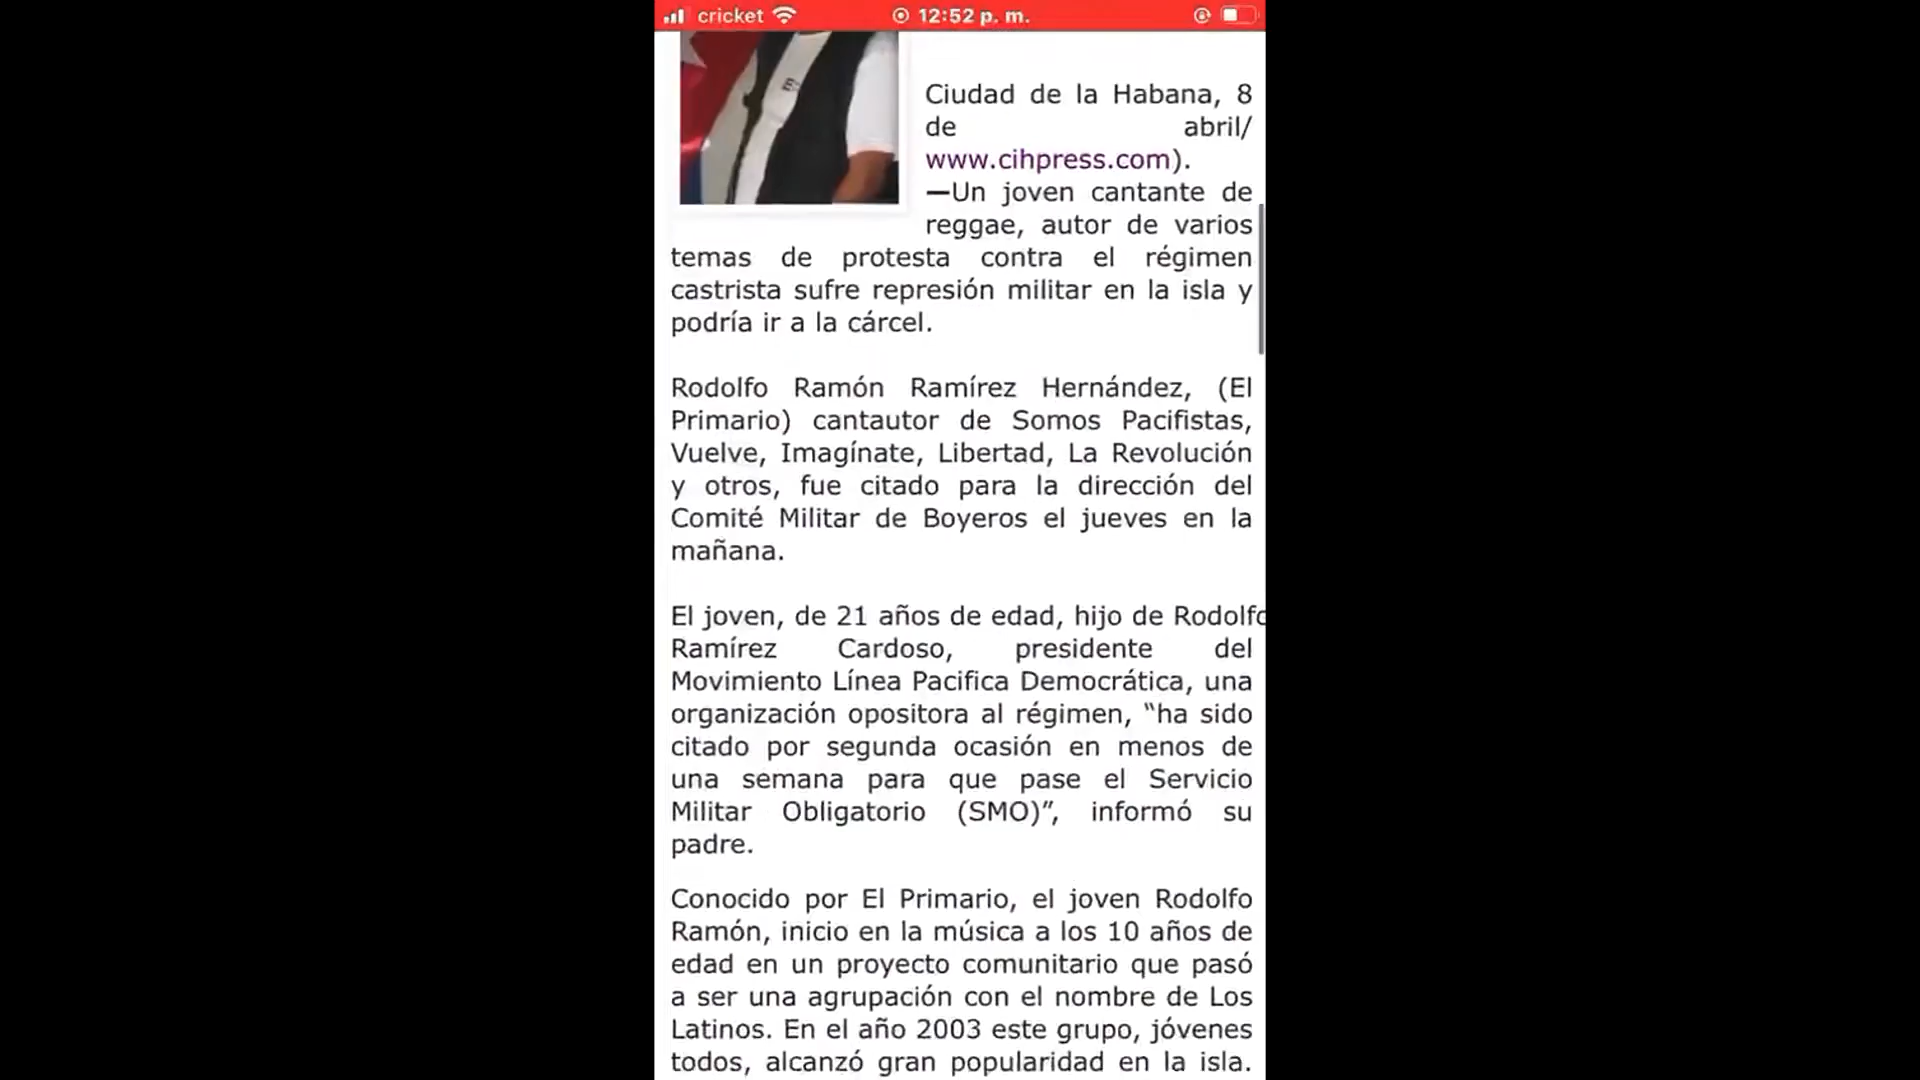 cricket 12:52 p. m.
Ciudad de la Habana, 8
de abril/
www.cihpress.com).
—Un joven cantante de
reggae, autor de varios
temas de protesta contra el régimen
castrista sufre represión militar en la isla y
podría ir a la cárcel.
Rodolfo Ramón Ramírez Hernández, (El
Primario) cantautor de Somos Pacifistas,
Vuelve, Imagínate, Libertad, La Revolución
y otros, fue citado para la dirección del
Comité Militar de Boyeros el jueves en la
mañana.
El joven, de 21 años de edad, hijo de Rodolfo
Ramírez Cardoso, presidente del
Movimiento Línea Pacifica Democrática, una
organización opositora al régimen, “ha sido
citado por segunda ocasión en menos de
una semana para que pase el Servicio
Militar Obligatorio (SMO)”, informó su
padre.
Conocido por El Primario, el joven Rodolfo
Ramón, inicio en la música a los 10 años de
edad en un proyecto comunitario que pasó
a ser una agrupación con el nombre de Los
Latinos. En el año 2003 este grupo, jóvenes
todos, alcanzó gran popularidad en la isla.